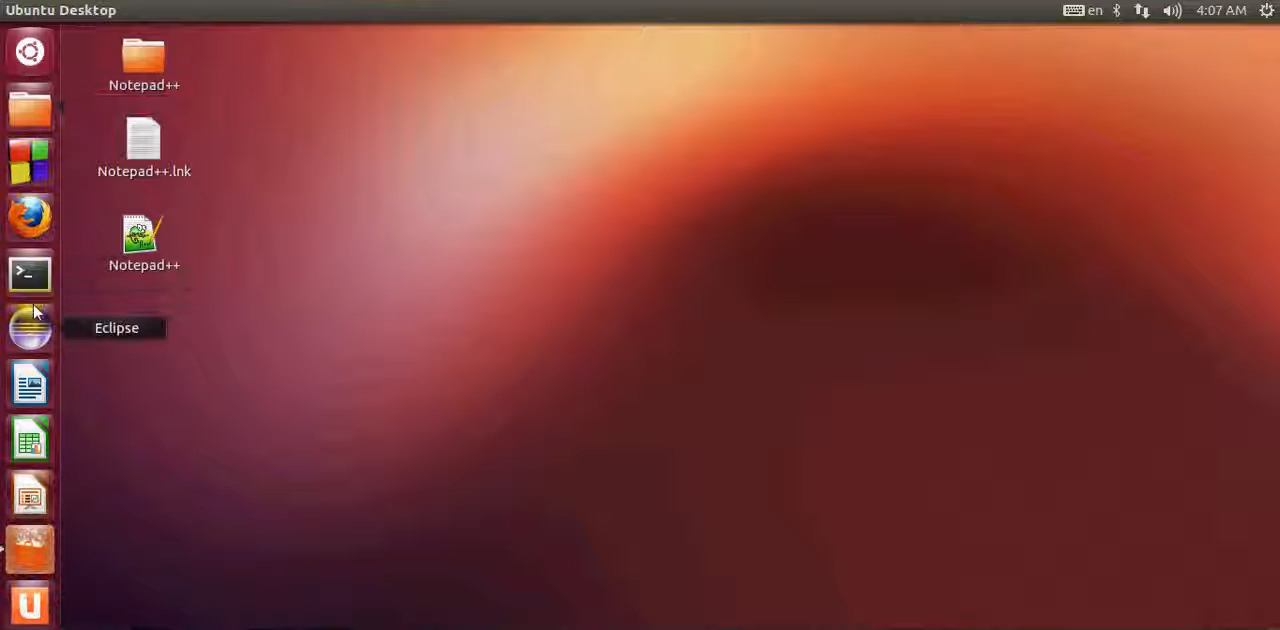 Ubuntu Desktop
en
4:07 AM
Notepad++
Notepad++.lnk
Notepad++
Eclipse